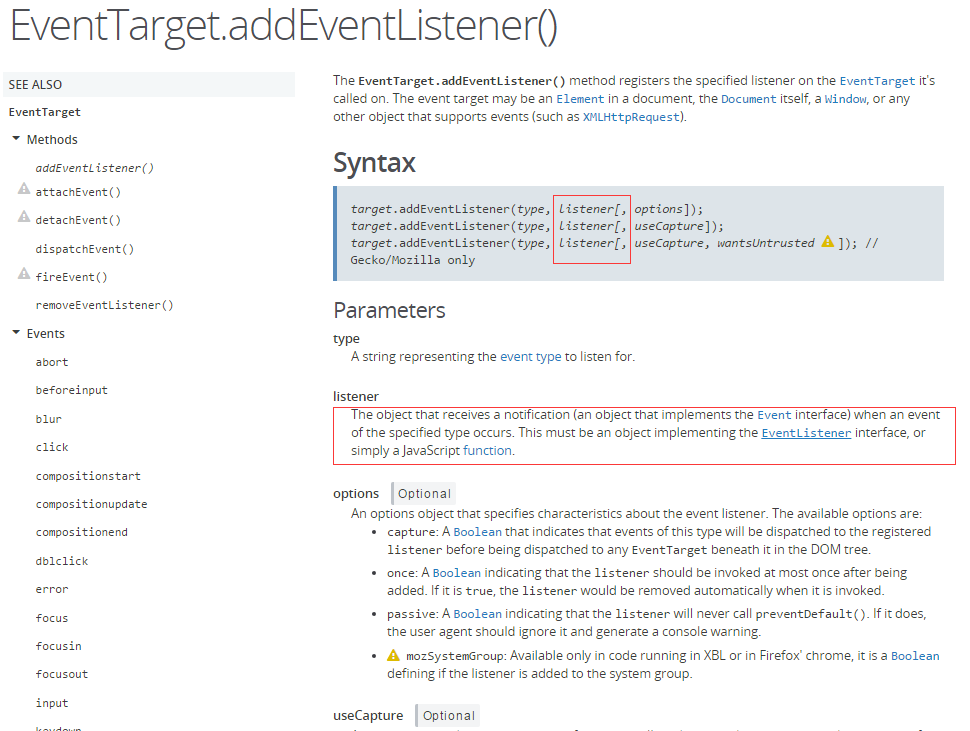 EventTarget.addEventListener()
SEE ALSO
EventTarget
Methods
addEventListener()
attachEvent()
detachEvent()
dispatchEvent()
fireEvent()
removeEventListener()
Events
abort
beforeinput
blur
click
compositionstart
compositionupdate
compositionend
dblclick
error
focus
focusin
focusout
input
keydown
The EventTarget.addEventListener() method registers the specified listener on the EventTarget it's
called on. The event target may be an Element in a document, the Document itself, a Window, or any
other object that supports events (such as XMLHttpRequest).
Syntax
target.addEventListener(type, listener[, options]);
target.addEventListener(type, listener[, useCapture]);
target.addEventListener(type, listener[, useCapture, wantsUntrusted ]); //
Gecko/Mozilla only
Parameters
type
A string representing the event type to listen for.
listener
The object that receives a notification (an object that implements the Event interface) when an event
of the specified type occurs. This must be an object implementing the EventListener interface, or
simply a JavaScript function.
options Optional
An options object that specifies characteristics about the event listener. The available options are:
• capture: A Boolean that indicates that events of this type will be dispatched to the registered
listener before being dispatched to any EventTarget beneath it in the DOM tree.
• once: A Boolean indicating that the listener should be invoked at most once after being
added. If it is true, the listener would be removed automatically when it is invoked.
• passive: A Boolean indicating that the listener will never call preventDefault(). If it does,
the user agent should ignore it and generate a console warning.
• mozSystemGroup: Available only in code running in XBL or in Firefox' chrome, it is a Boolean
defining if the listener is added to the system group.
useCapture Optional